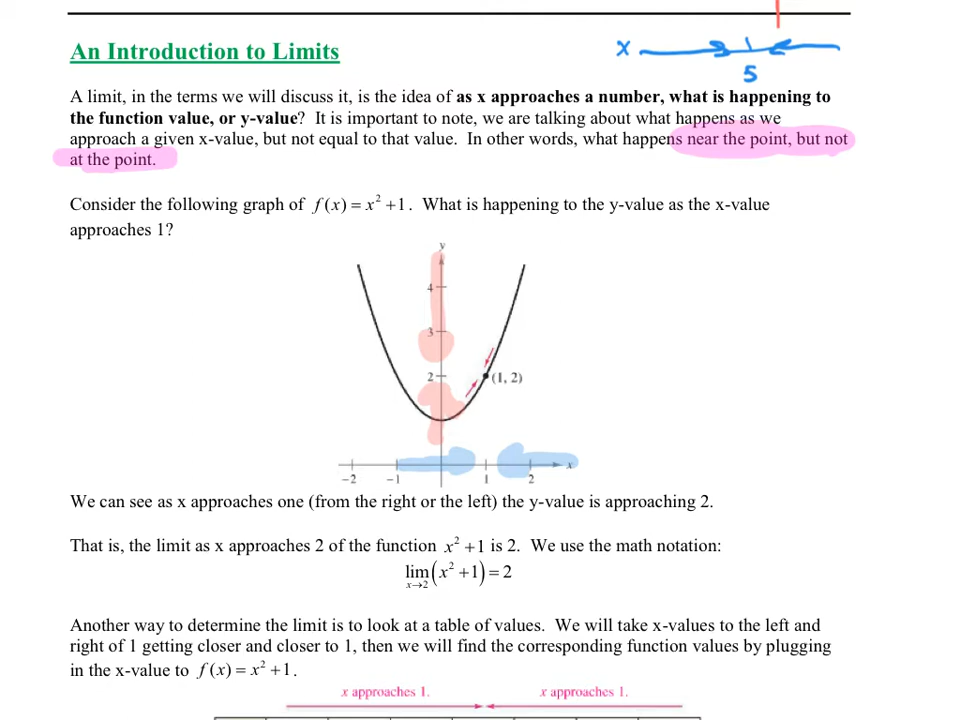 An Introduction to Limits
x
5
A limit, in the terms we will discuss it, is the idea of as x approaches a number, what is happening to
the function value, or y-value? It is important to note, we are talking about what happens as we
approach a given x-value, but not equal to that value. In other words, what happens near the point, but not
at the point.
Consider the following graph of f(x) = x² +1. What is happening to the y-value as the x-value
approaches 1?
y
4
3
2
(1, 2)
x
−2 −1 1 2
We can see as x approaches one (from the right or the left) the y-value is approaching 2.
That is, the limit as x approaches 2 of the function x² +1 is 2. We use the math notation:
lim (x² +1) = 2
x→2
Another way to determine the limit is to look at a table of values. We will take x-values to the left and
right of 1 getting closer and closer to 1, then we will find the corresponding function values by plugging
in the x-value to f(x) = x² +1.
x approaches 1. x approaches 1.